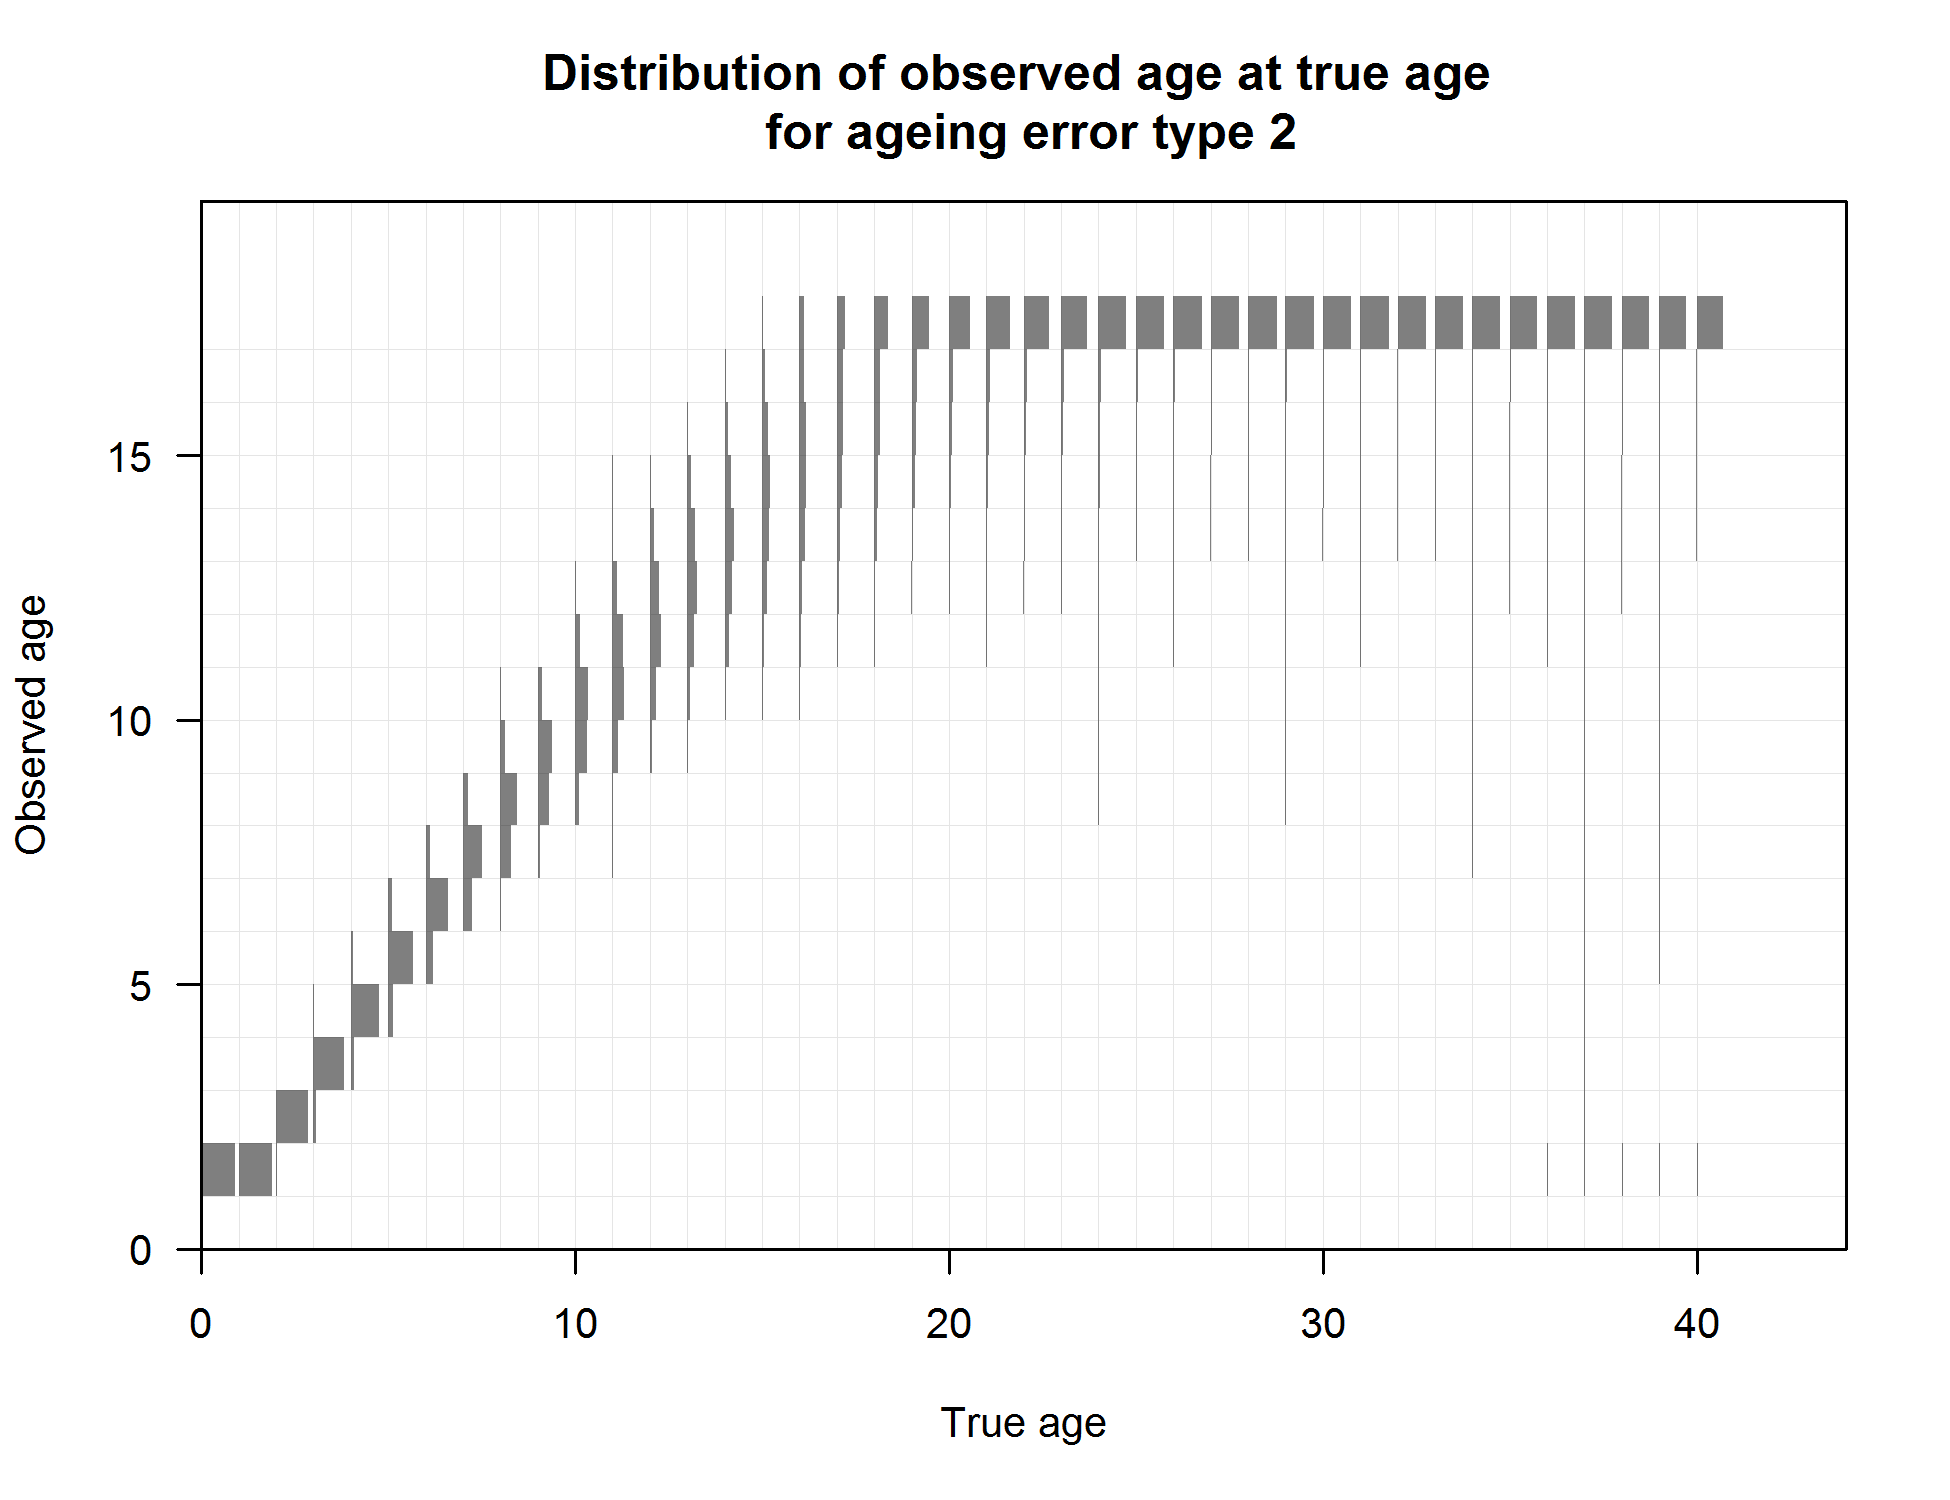 Distribution of observed age at true age
for ageing error type 2
Observed age
15
10
5
0
0 10 20 30 40
True age